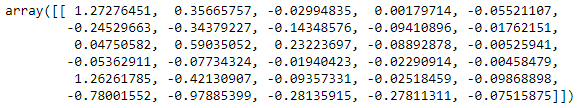 array([[ 1.27276451,  0.35665757, -0.02994835,  0.00179714, -0.05521107,
        -0.24529663, -0.34379227, -0.14348576, -0.09410896, -0.01762151,
         0.04750582,  0.59035052,  0.23223697, -0.08892878, -0.00525941,
        -0.05362911, -0.07734324, -0.01940423, -0.02290914, -0.00458479,
         1.26261785, -0.42130907, -0.09357331, -0.02518459, -0.09868898,
        -0.78001552, -0.97885399, -0.28135915, -0.27811311, -0.07515875]])